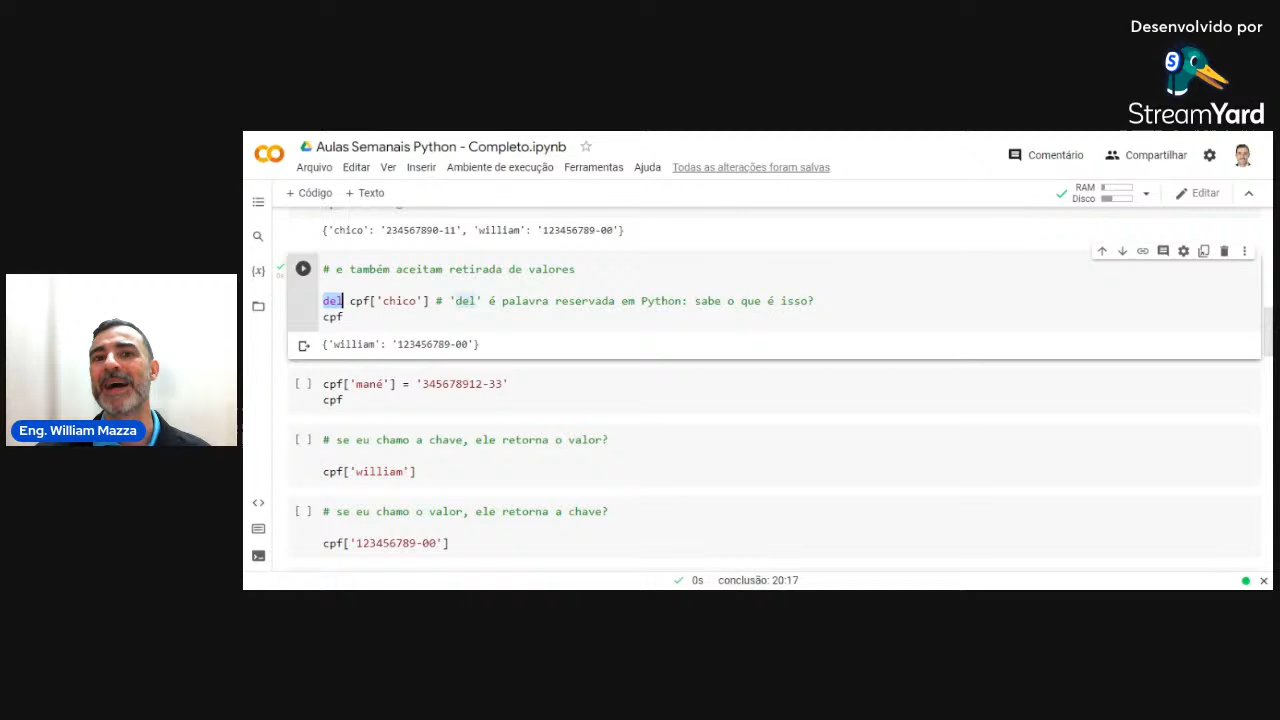 Desenvolvido por
S
StreamYard
Aulas Semanais Python - Completo.ipynb
Arquivo Editar Ver Inserir Ambiente de execução Ferramentas Ajuda Todas as alterações foram salvas
Comentário Compartilhar
+ Código + Texto
RAM
Disco
Editar
{'chico': '234567890-11', 'william': '123456789-00'}
0s
# e também aceitam retirada de valores
del cpf['chico'] # 'del' é palavra reservada em Python: sabe o que é isso?
cpf
{'william': '123456789-00'}
[ ] cpf['mané'] = '345678912-33'
cpf
[ ] # se eu chamo a chave, ele retorna o valor?
cpf['william']
[ ] # se eu chamo o valor, ele retorna a chave?
cpf['123456789-00']
0s conclusão: 20:17
Eng. William Mazza